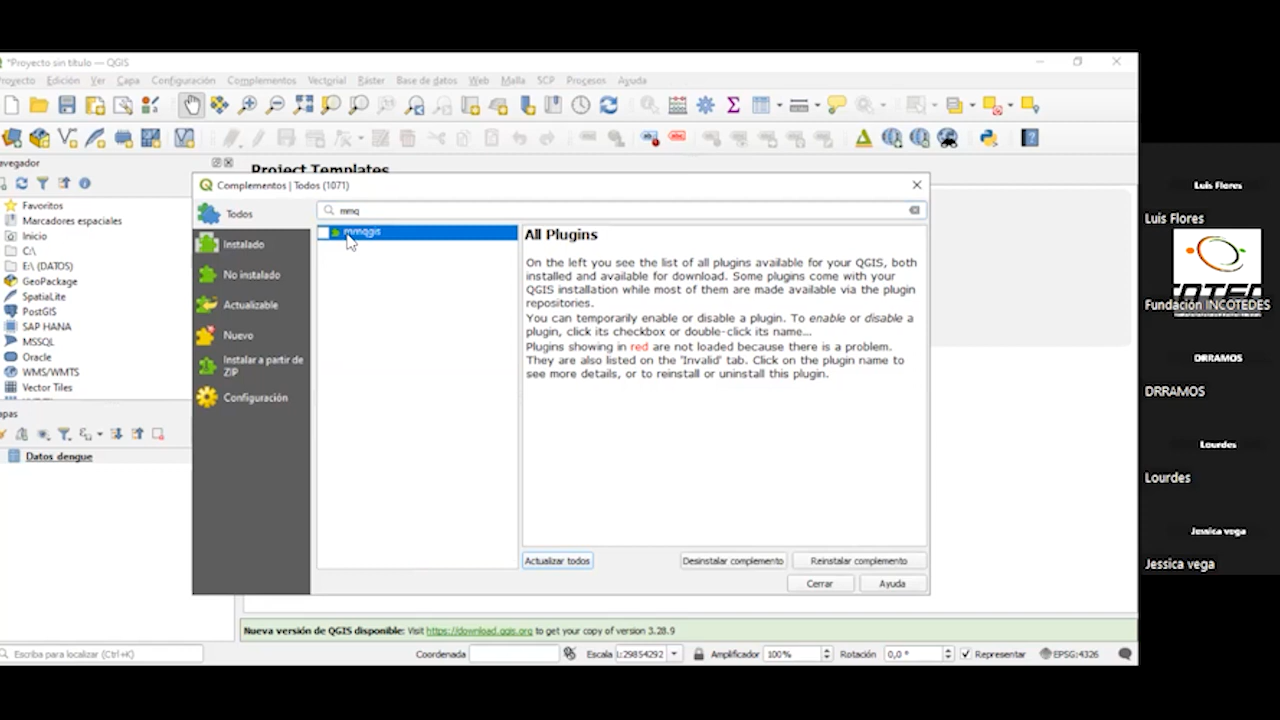 *Proyecto sin título — QGIS
royecto Edición Ver Capa Configuración Complementos Vectorial Ráster Base de datos Web Malla SCP Procesos Ayuda
avegador
Project Templates
Favoritos
Marcadores espaciales
Inicio
C:\
E:\ (DATOS)
GeoPackage
SpatiaLite
PostGIS
SAP HANA
MSSQL
Oracle
WMS/WMTS
Vector Tiles
apas
Datos dengue
Complementos | Todos (1071)
Todos
Instalado
No instalado
Actualizable
Nuevo
Instalar a partir de
ZIP
Configuración
mmq
mmqgis
All Plugins
On the left you see the list of all plugins available for your QGIS, both
installed and available for download. Some plugins come with your
QGIS installation while most of them are made available via the plugin
repositories.
You can temporarily enable or disable a plugin. To enable or disable a
plugin, click its checkbox or double-click its name...
Plugins showing in red are not loaded because there is a problem.
They are also listed on the 'Invalid' tab. Click on the plugin name to
see more details, or to reinstall or uninstall this plugin.
Actualizar todos
Desinstalar complemento
Reinstalar complemento
Cerrar
Ayuda
Nueva versión de QGIS disponible: Visit https://download.qgis.org to get your copy of version 3.28.9
Escriba para localizar (Ctrl+K)
Coordenada
Escala
1:29854292
Amplificador
100%
Rotación
0,0 °
Representar
EPSG:4326
Luis Flores
Luis Flores
Fundación INCOTEDES
DRRAMOS
DRRAMOS
Lourdes
Lourdes
Jessica vega
Jessica vega